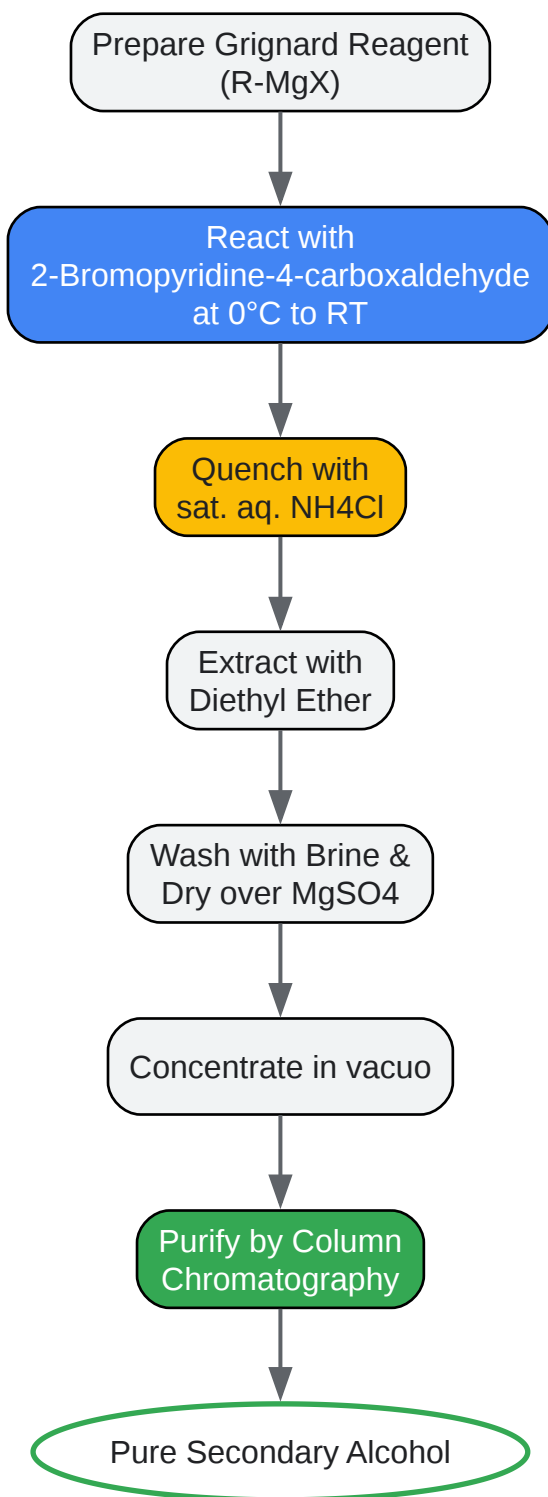 Prepare Grignard Reagent
(R-MgX)
React with
2-Bromopyridine-4-carboxaldehyde
at 0°C to RT
Quench with
sat. aq. NH4Cl
Extract with
Diethyl Ether
Wash with Brine &
Dry over MgSO4
Concentrate in vacuo
Purify by Column
Chromatography
Pure Secondary Alcohol